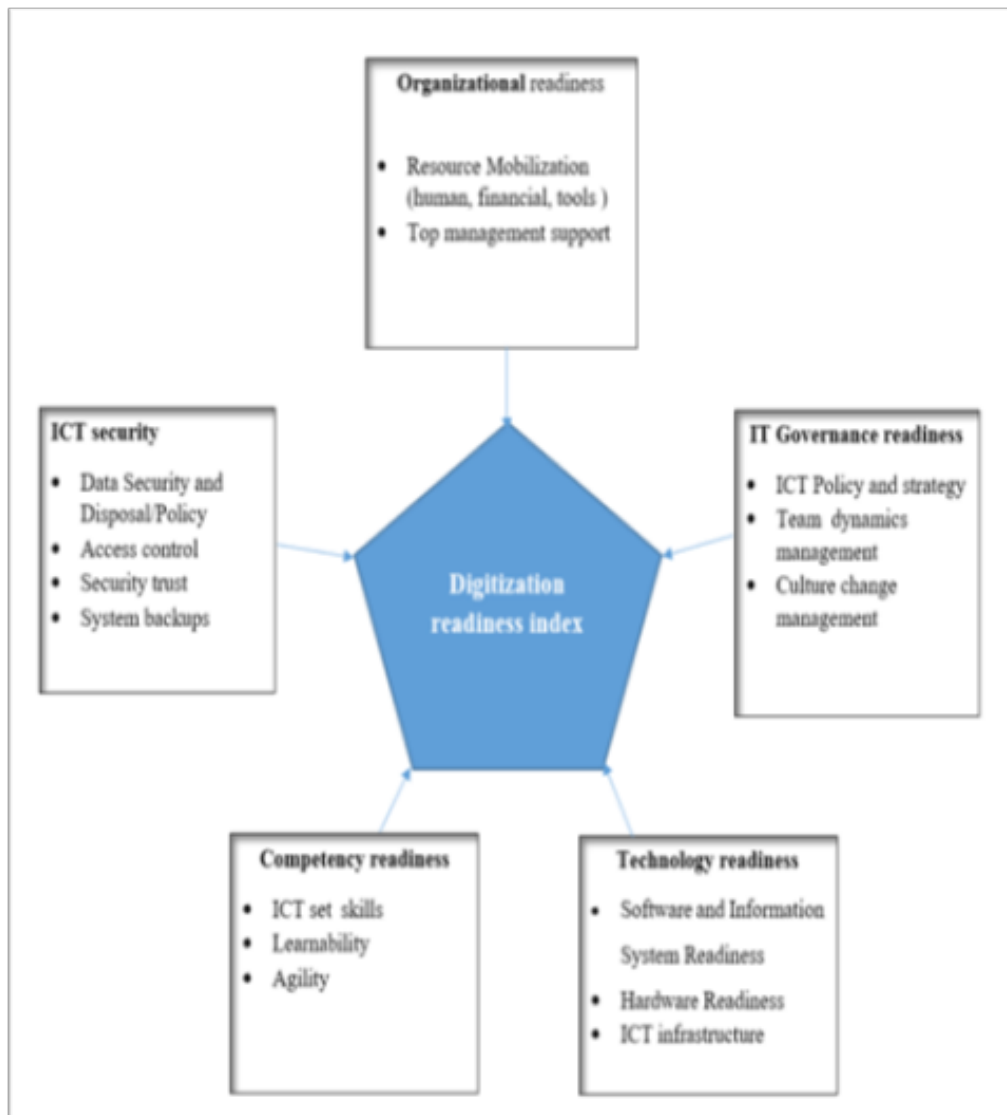 Organizational readiness
• Resource Mobilization
(human, financial, tools )
• Top management support
ICT security
• Data Security and
Disposal/Policy
• Access control
• Security trust
• System backups
IT Governance readiness
• ICT Policy and strategy
• Team dynamics
management
• Culture change
management
Digitization
readiness index
Competency readiness
• ICT set skills
• Learnability
• Agility
Technology readiness
• Software and Information
System Readiness
• Hardware Readiness
• ICT infrastructure